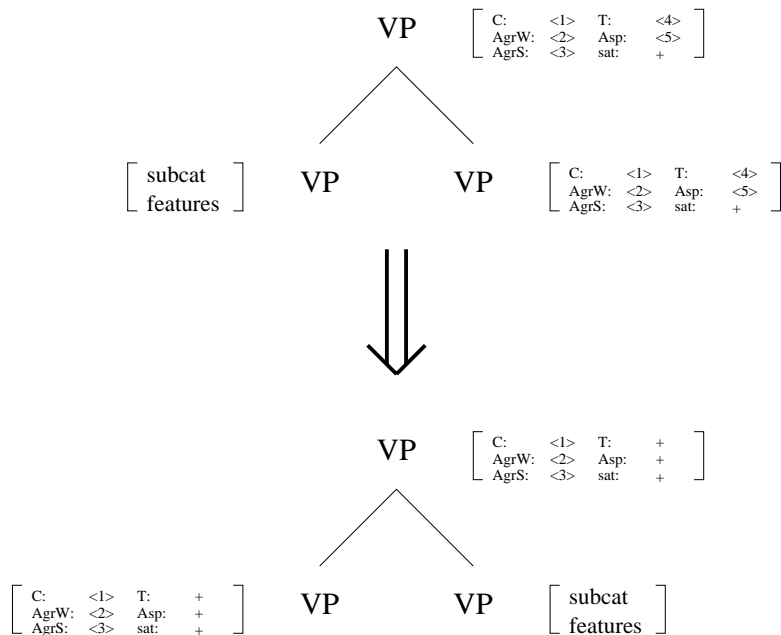 VP
C: <1> T: <4>
AgrW: <2> Asp: <5>
AgrS: <3> sat: +
subcat
features
VP
VP
C: <1> T: <4>
AgrW: <2> Asp: <5>
AgrS: <3> sat: +
VP
C: <1> T: +
AgrW: <2> Asp: +
AgrS: <3> sat: +
C: <1> T: +
AgrW: <2> Asp: +
AgrS: <3> sat: +
VP
VP
subcat
features